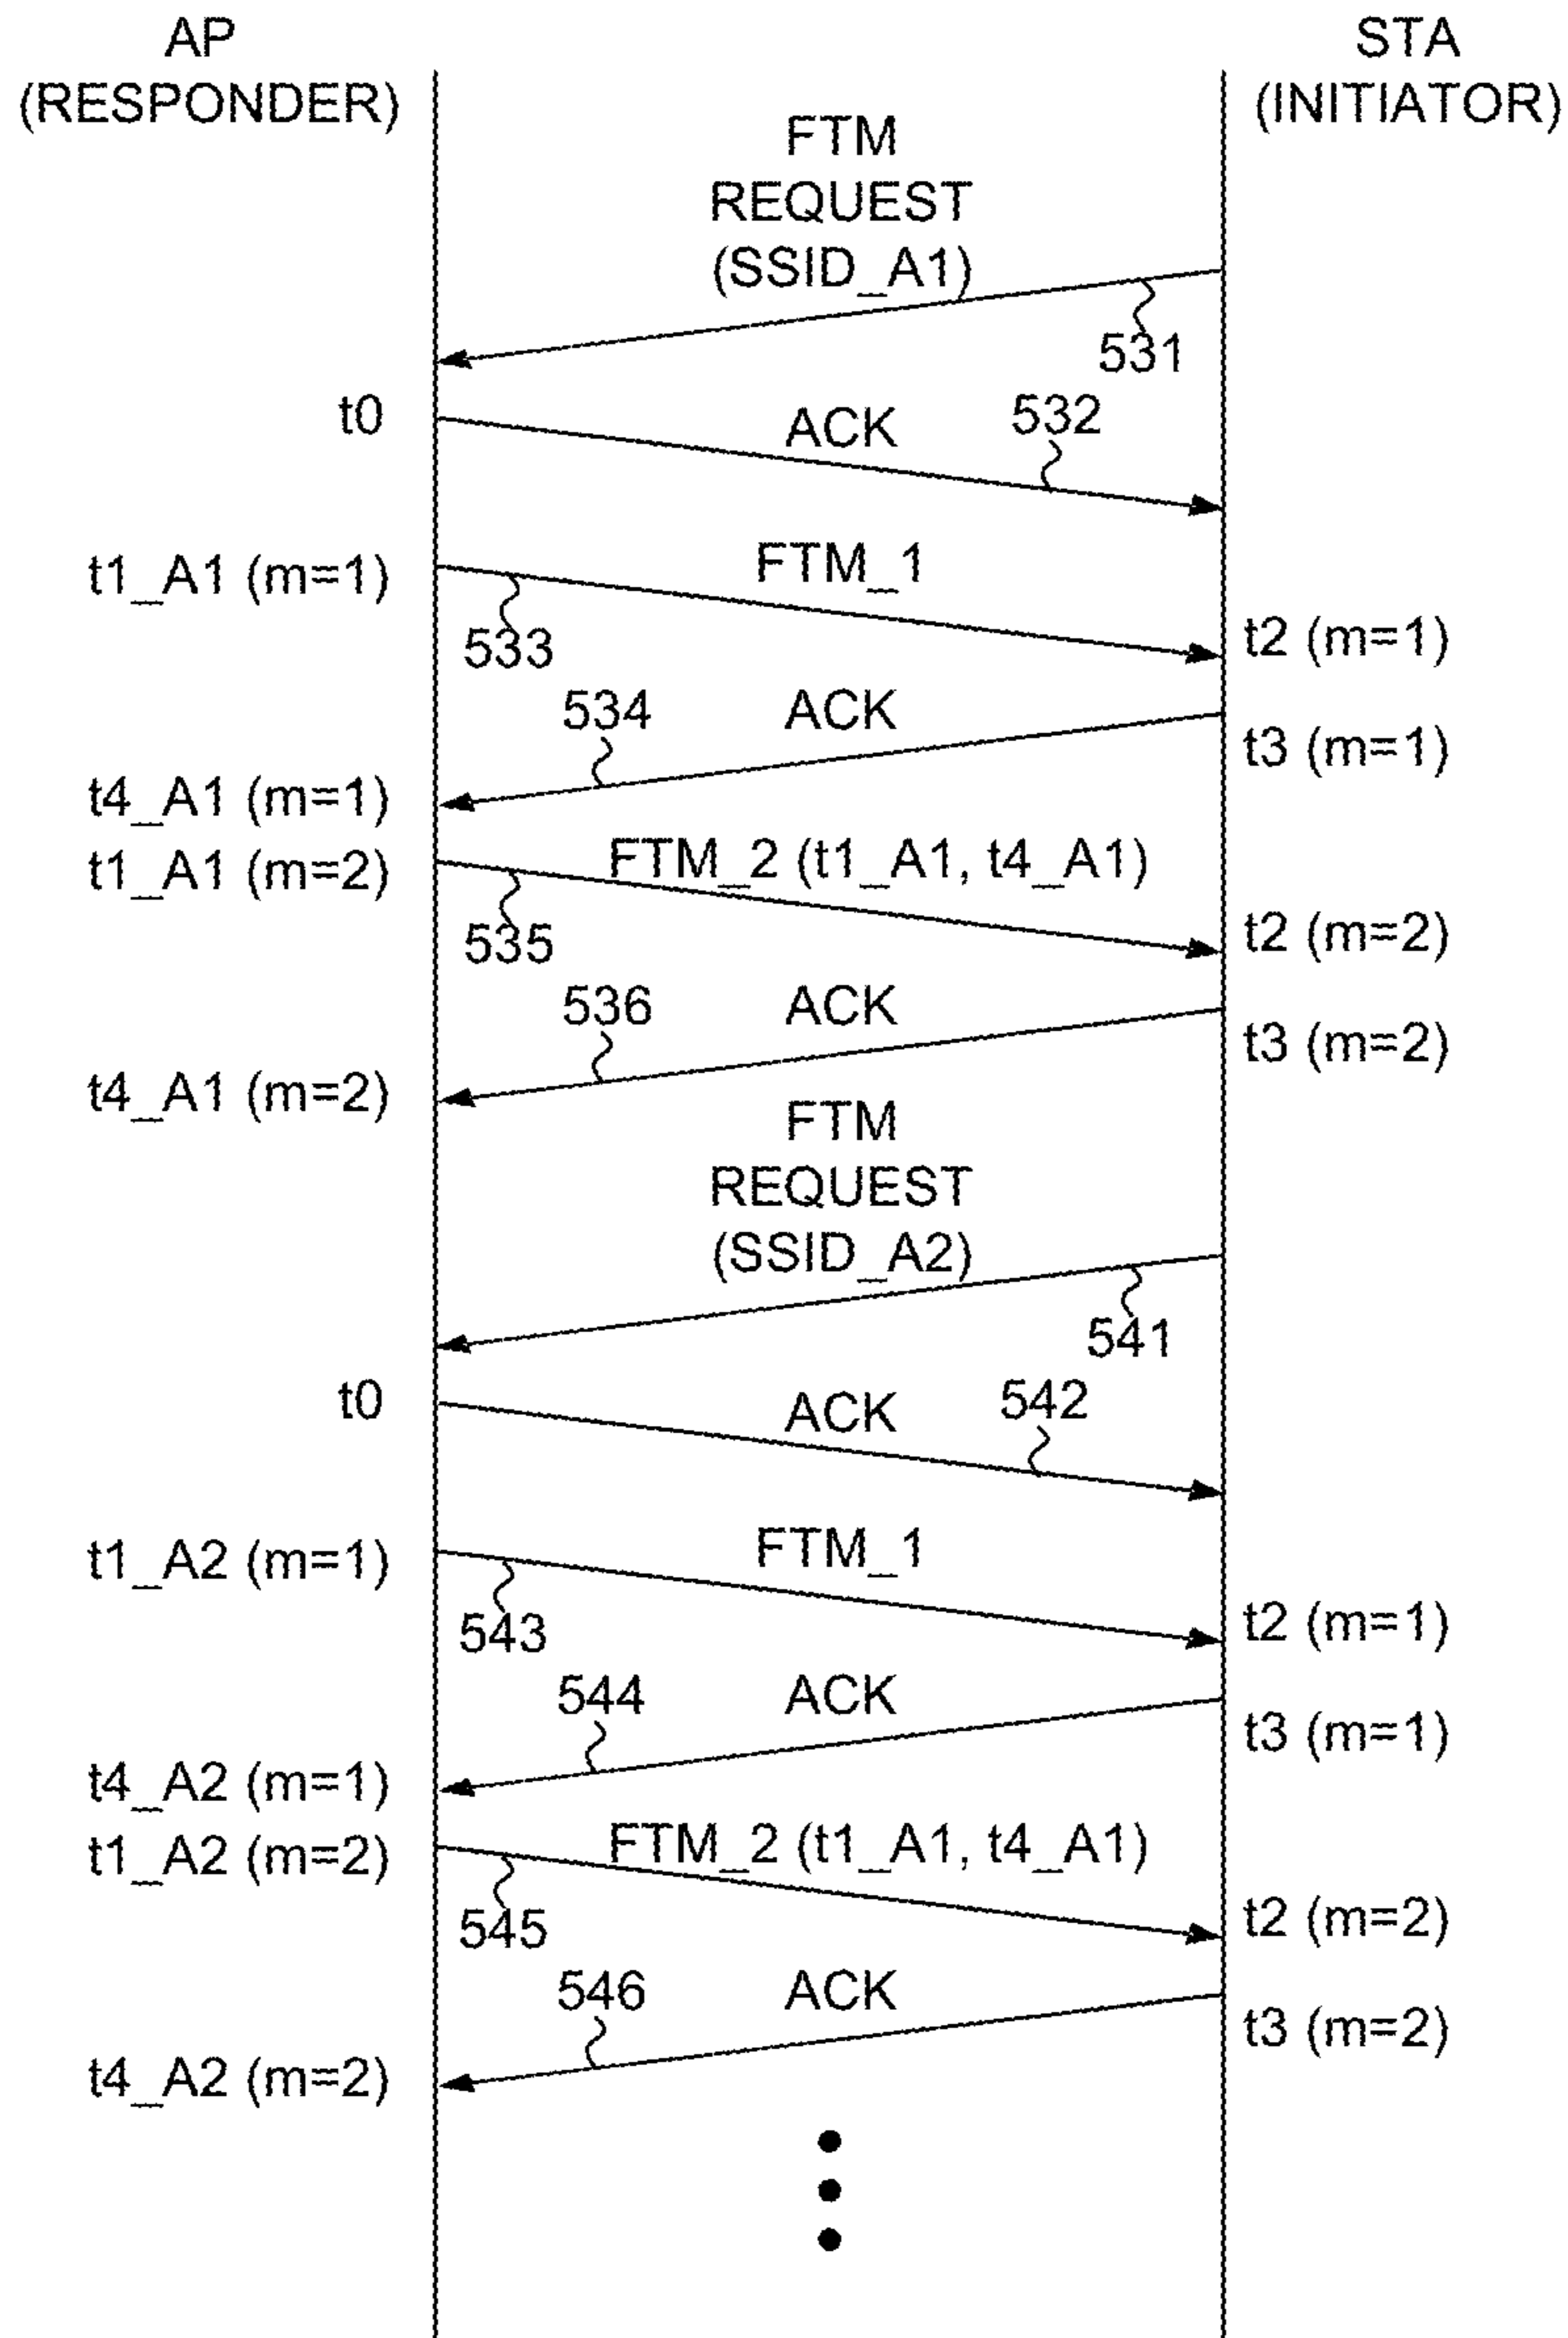 AP
(RESPONDER)
STA
(INITIATOR)
FTM
REQUEST
(SSID_A1)
531
t0
ACK
532
t1_A1 (m=1)
FTM_1
533
t2 (m=1)
534
ACK
t3 (m=1)
t4_A1 (m=1)
t1_A1 (m=2)
FTM_2 (t1_A1, t4_A1)
535
t2 (m=2)
536
ACK
t3 (m=2)
t4_A1 (m=2)
FTM
REQUEST
(SSID_A2)
541
t0
ACK
542
t1_A2 (m=1)
FTM_1
543
t2 (m=1)
544
ACK
t3 (m=1)
t4_A2 (m=1)
t1_A2 (m=2)
FTM_2 (t1_A1, t4_A1)
545
t2 (m=2)
546
ACK
t3 (m=2)
t4_A2 (m=2)